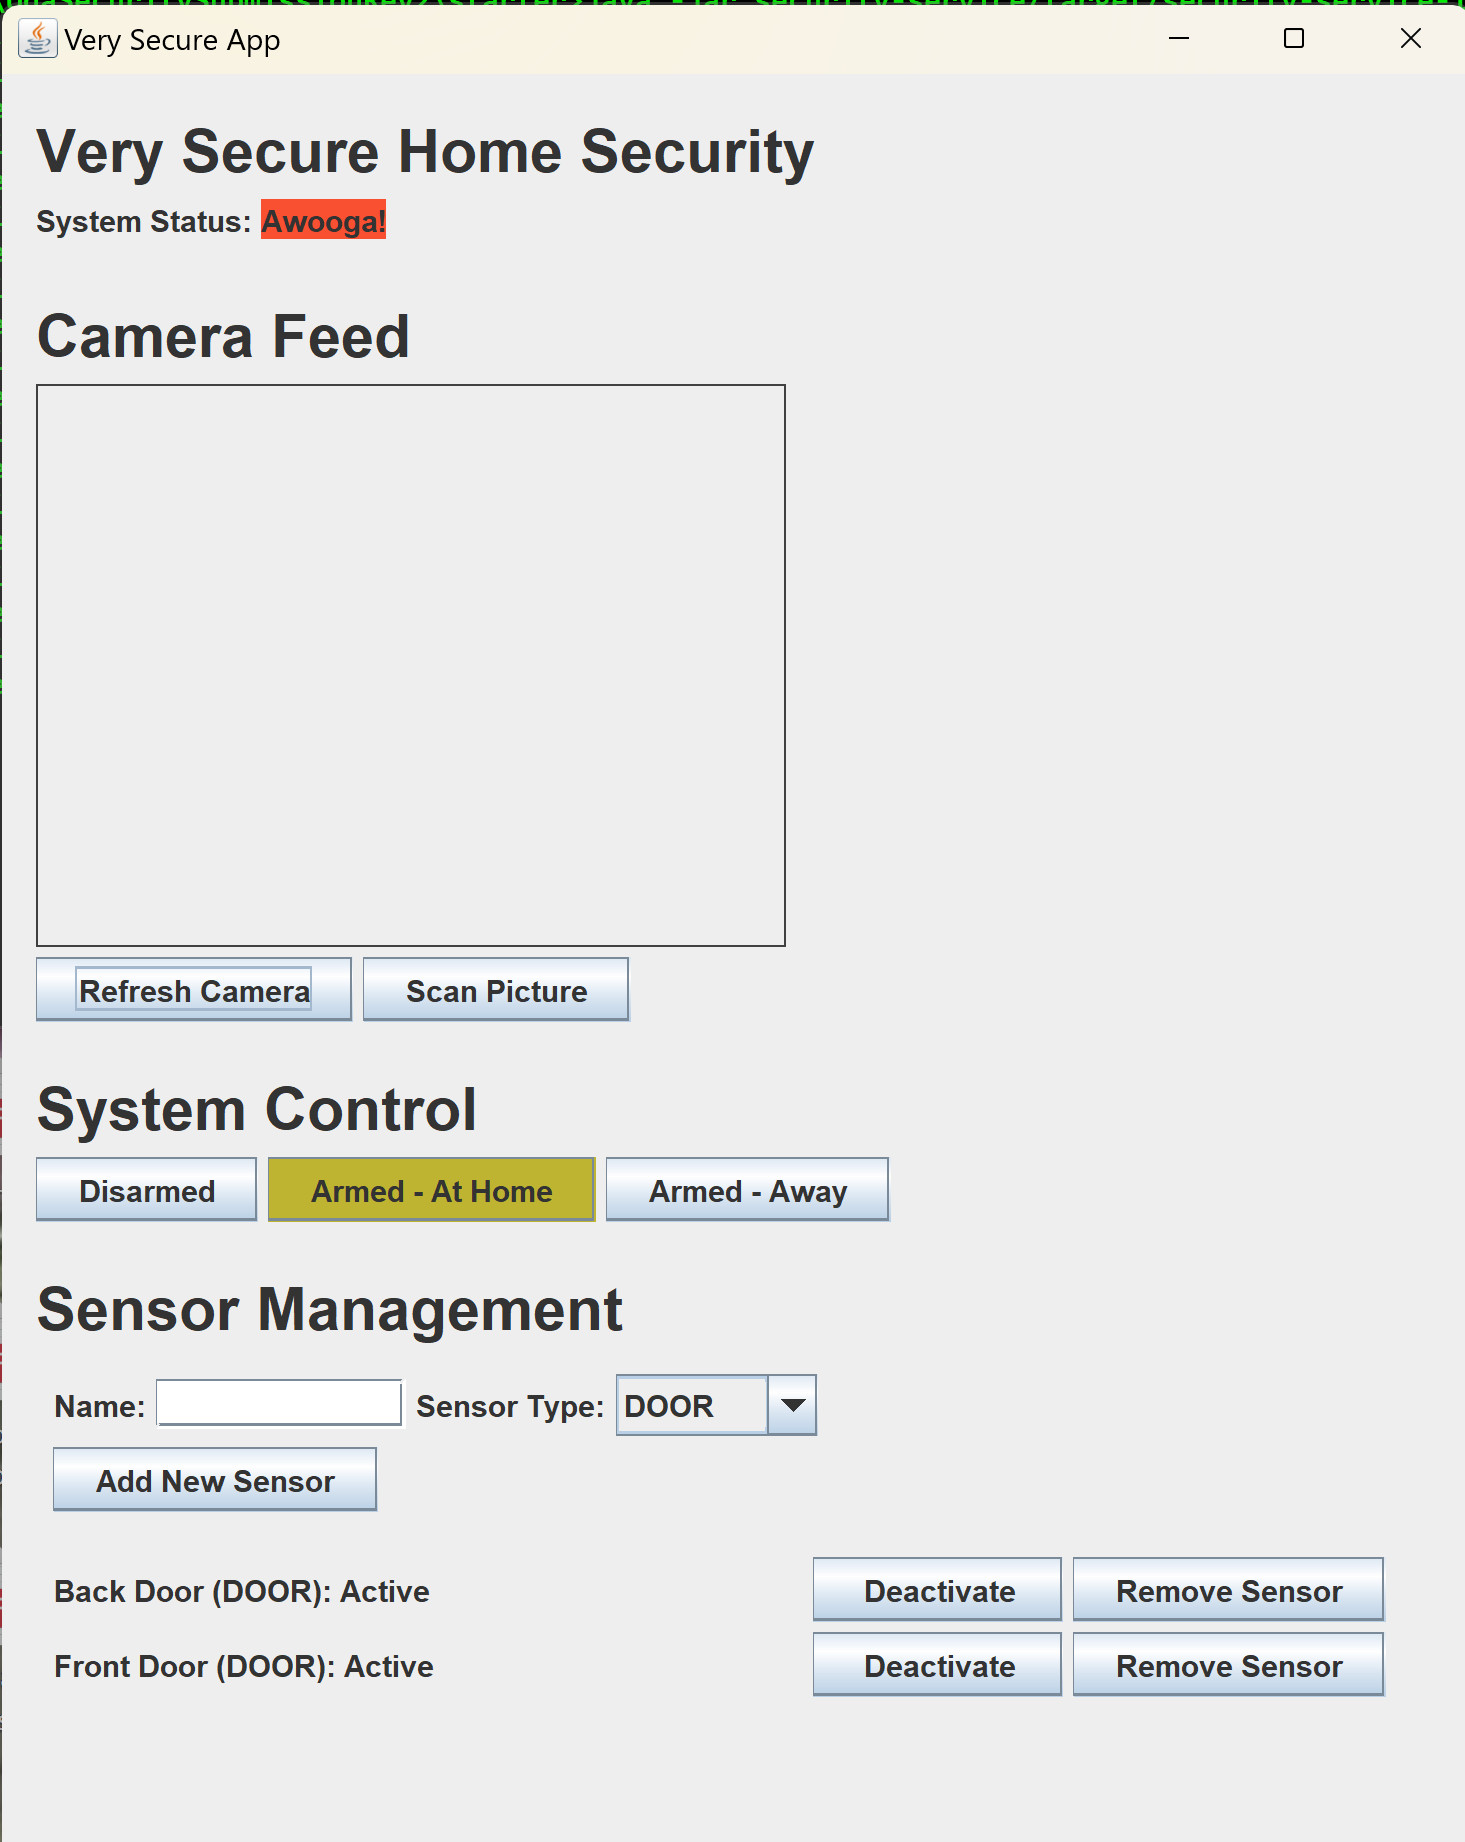 Very Secure App
Very Secure Home Security
System Status: Awooga!
Camera Feed
Refresh Camera Scan Picture
System Control
Disarmed Armed - At Home Armed - Away
Sensor Management
Name: Sensor Type: DOOR
Add New Sensor
Back Door (DOOR): Active Deactivate Remove Sensor
Front Door (DOOR): Active Deactivate Remove Sensor